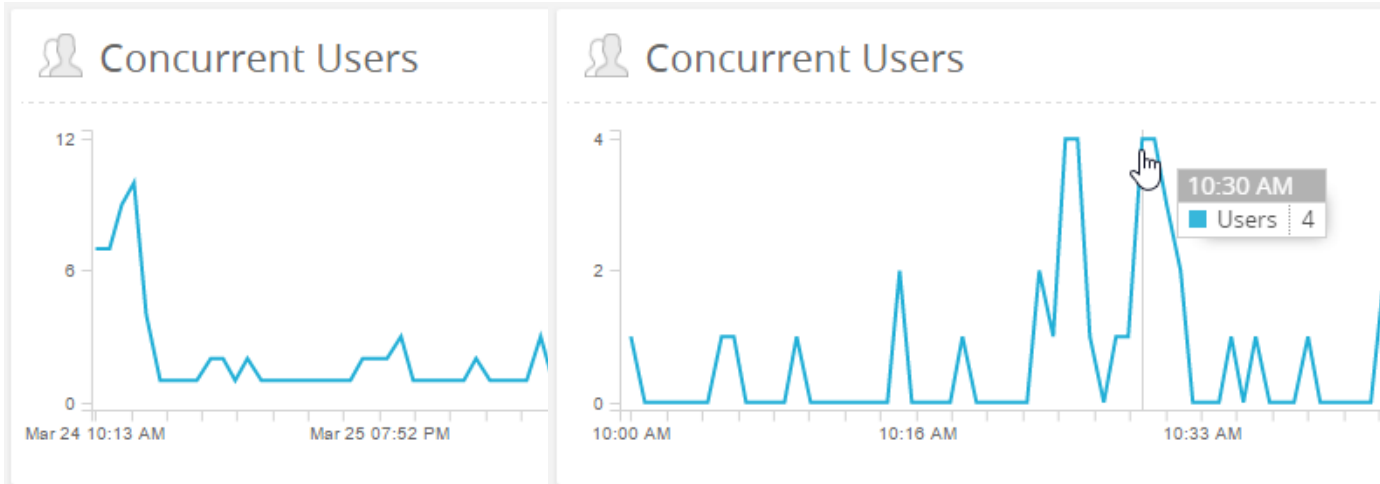 Concurrent Users
12
6
0
Mar 24 10:13 AM
Mar 25 07:52 PM
Concurrent Users
4
2
0
10:00 AM
10:16 AM
10:33 AM
10:30 AM
Users 4